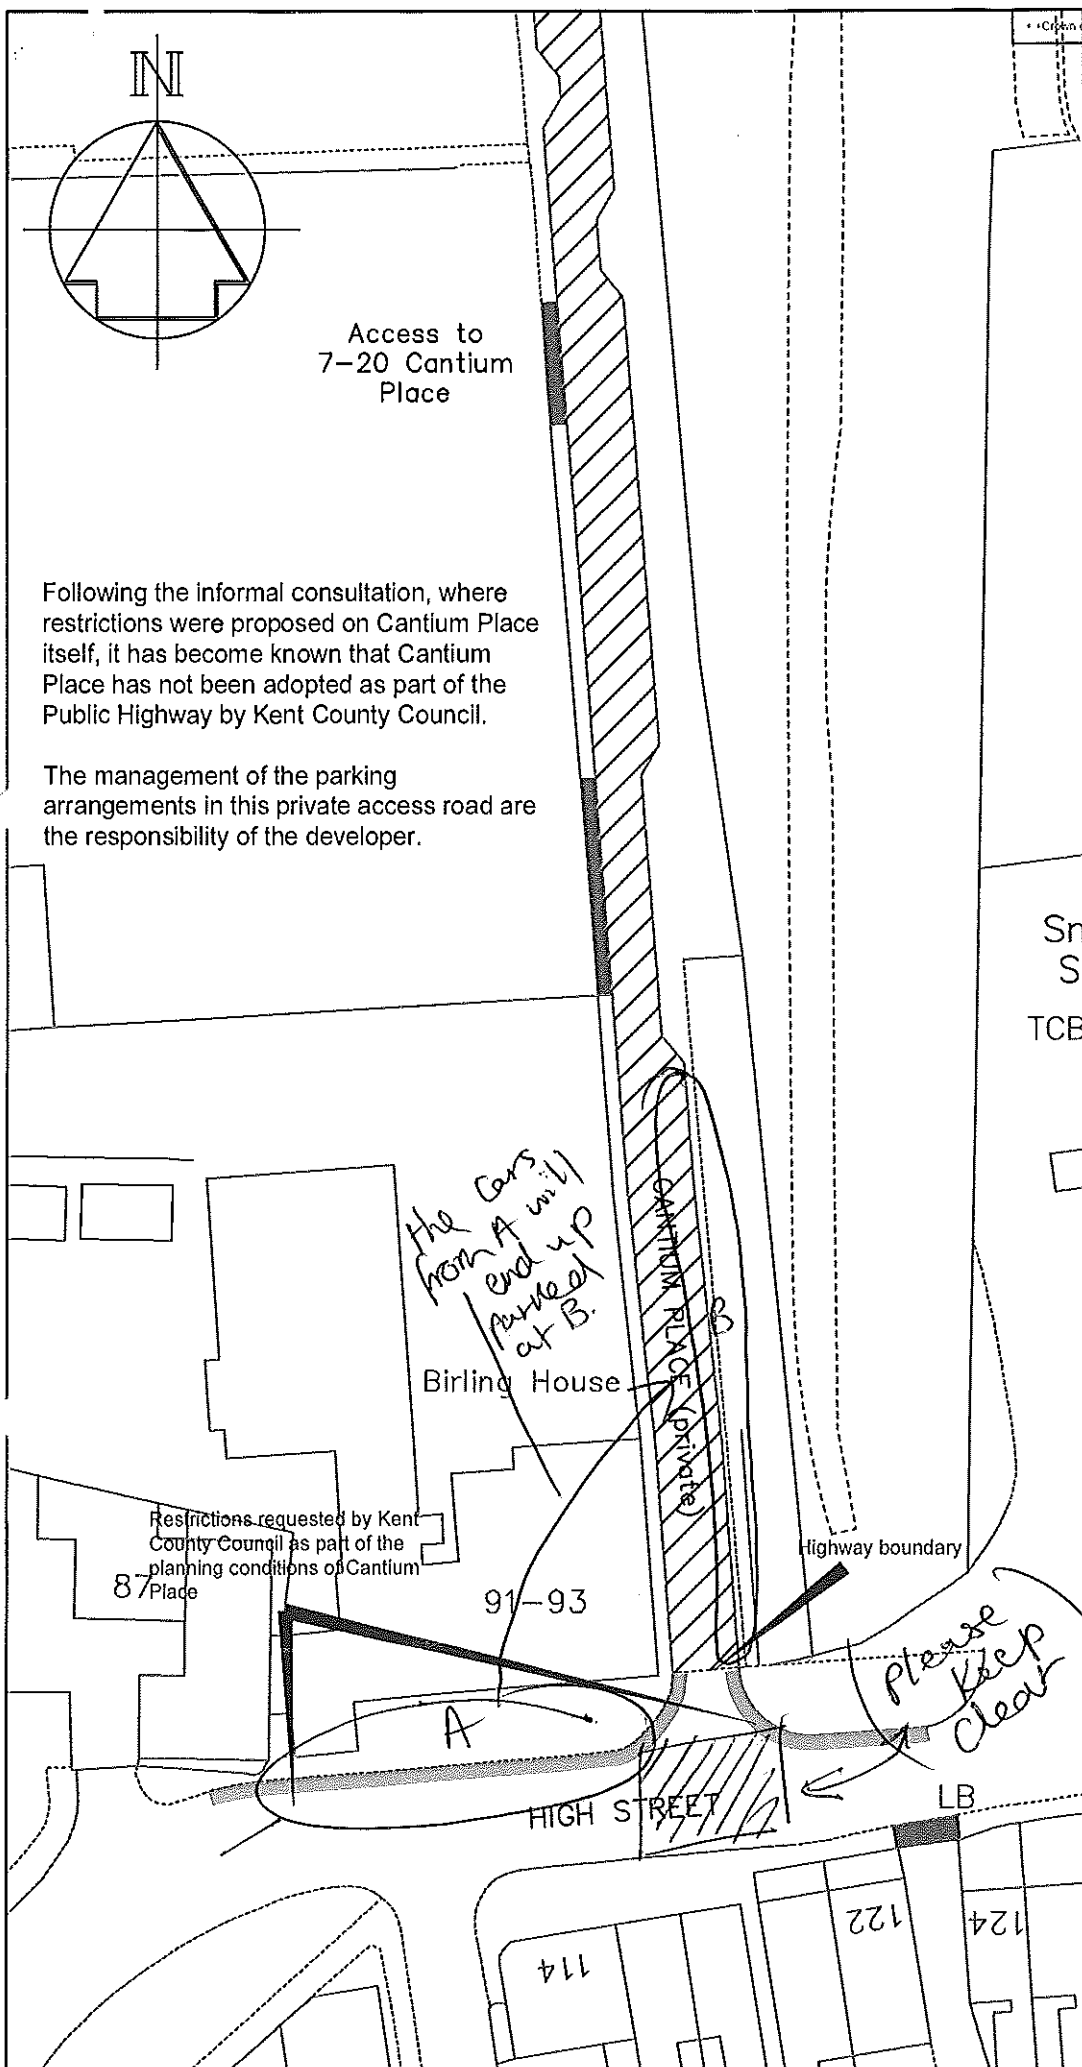 N
Access to
7-20 Cantium
Place
Following the informal consultation, where
restrictions were proposed on Cantium Place
itself, it has become known that Cantium
Place has not been adopted as part of the
Public Highway by Kent County Council.
The management of the parking
arrangements in this private access road are
the responsibility of the developer.
Sn
S
TCB
the cars
from A will
end up
parked
at B.
CANTIUM PLACE (private)
B
Birling House
Restrictions requested by Kent
County Council as part of the
planning conditions of Cantium
Place
87
91-93
Highway boundary
please
keep
clear
A
HIGH STREET
LB
114
122
124